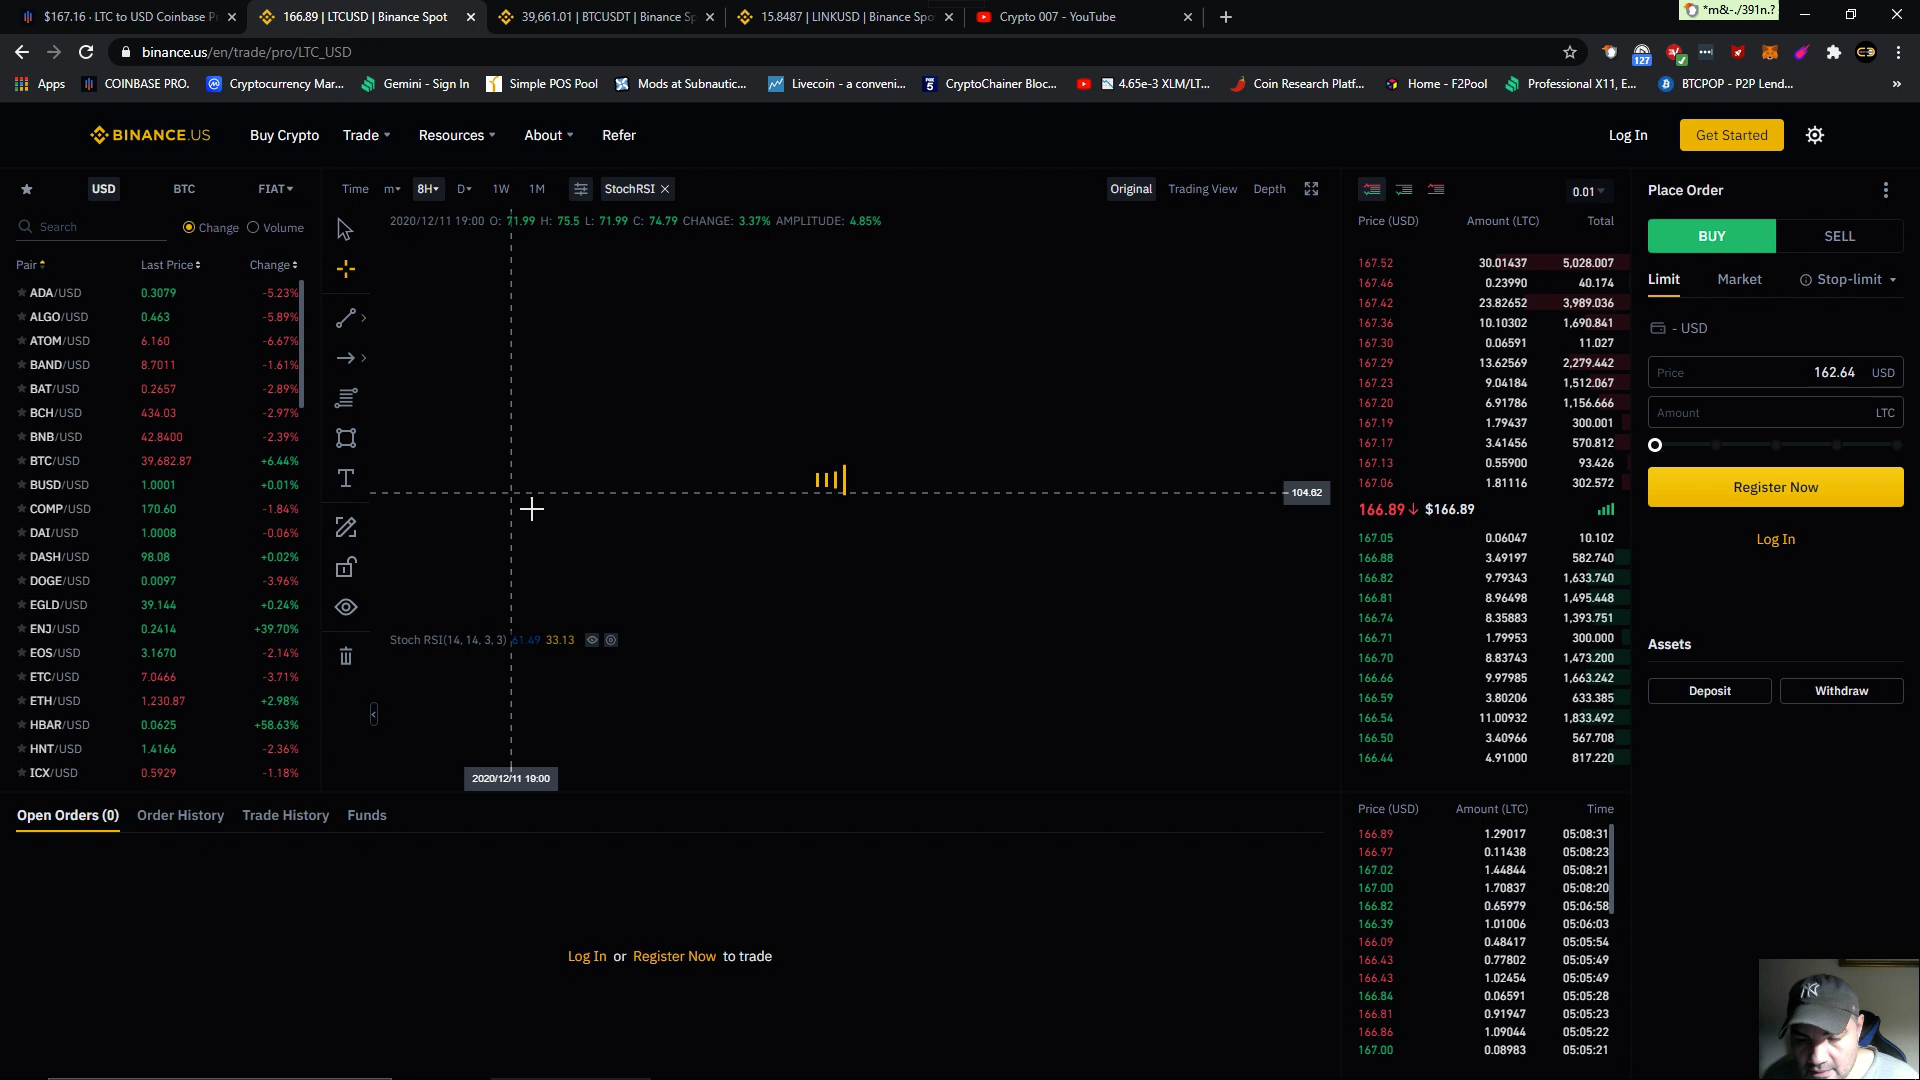 $167.16 - LTC to USD Coinbase P
166.89 | LTCUSD | Binance Spot
39,661.01 | BTCUSDT | Binance Sp
15.8487 | LINKUSD | Binance Spo
Crypto 007 - YouTube
*m&-./391n.?
binance.us/en/trade/pro/LTC_USD
127
Apps
COINBASE PRO.
Cryptocurrency Mar...
Gemini - Sign In
Simple POS Pool
Mods at Subnautic...
Livecoin - a conveni...
CryptoChainer Bloc...
4.65e-3 XLM/LT...
Coin Research Platf...
Home - F2Pool
Professional X11, E...
BTCPOP - P2P Lend...
BINANCE.US
Buy Crypto
Trade
Resources
About
Refer
Log In
Get Started
USD BTC FIAT
Search
Change Volume
Pair Last Price Change
ADA/USD 0.3079 -5.23%
ALGO/USD 0.463 -5.89%
ATOM/USD 6.160 -6.67%
BAND/USD 8.7011 -1.61%
BAT/USD 0.2657 -2.89%
BCH/USD 434.03 -2.97%
BNB/USD 42.8400 -2.39%
BTC/USD 39,682.87 +6.44%
BUSD/USD 1.0001 +0.01%
COMP/USD 170.60 -1.84%
DAI/USD 1.0008 -0.06%
DASH/USD 98.08 +0.02%
DOGE/USD 0.0097 -3.96%
EGLD/USD 39.144 +0.24%
ENJ/USD 0.2414 +39.70%
EOS/USD 3.1670 -2.14%
ETC/USD 7.0466 -3.71%
ETH/USD 1,230.87 +2.98%
HBAR/USD 0.0625 +58.63%
HNT/USD 1.4166 -2.36%
ICX/USD 0.5929 -1.18%
Time m 8H D 1W 1M StochRSI
Original Trading View Depth
2020/12/11 19:00 O: 71.99 H: 75.5 L: 71.99 C: 74.79 CHANGE: 3.37% AMPLITUDE: 4.85%
104.62
Stoch RSI(14, 14, 3, 3) 61.49 33.13
2020/12/11 19:00
0.01
Price (USD) Amount (LTC) Total
167.52 30.01437 5,028.007
167.46 0.23990 40.174
167.42 23.82652 3,989.036
167.36 10.10302 1,690.841
167.30 0.06591 11.027
167.29 13.62569 2,279.442
167.23 9.04184 1,512.067
167.20 6.91786 1,156.666
167.19 1.79437 300.001
167.17 3.41456 570.812
167.13 0.55900 93.426
167.06 1.81116 302.572
166.89↓ $166.89
167.05 0.06047 10.102
166.88 3.49197 582.740
166.82 9.79343 1,633.740
166.81 8.96498 1,495.448
166.74 8.35883 1,393.751
166.71 1.79953 300.000
166.70 8.83743 1,473.200
166.66 9.97985 1,663.242
166.59 3.80206 633.385
166.54 11.00932 1,833.492
166.50 3.40966 567.708
166.44 4.91000 817.220
Price (USD) Amount (LTC) Time
166.89 1.29017 05:08:31
166.97 0.11438 05:08:23
167.02 1.44844 05:08:21
167.00 1.70837 05:08:20
166.82 0.65979 05:06:58
166.39 1.01006 05:06:03
166.09 0.48417 05:05:54
166.43 0.77802 05:05:49
166.43 1.02454 05:05:49
166.84 0.06591 05:05:28
166.81 0.91947 05:05:23
166.86 1.09044 05:05:22
167.00 0.08983 05:05:21
Place Order
BUY SELL
Limit Market Stop-limit
- USD
Price 162.64 USD
Amount LTC
Register Now
Log In
Assets
Deposit Withdraw
Open Orders (0) Order History Trade History Funds
Log In or Register Now to trade